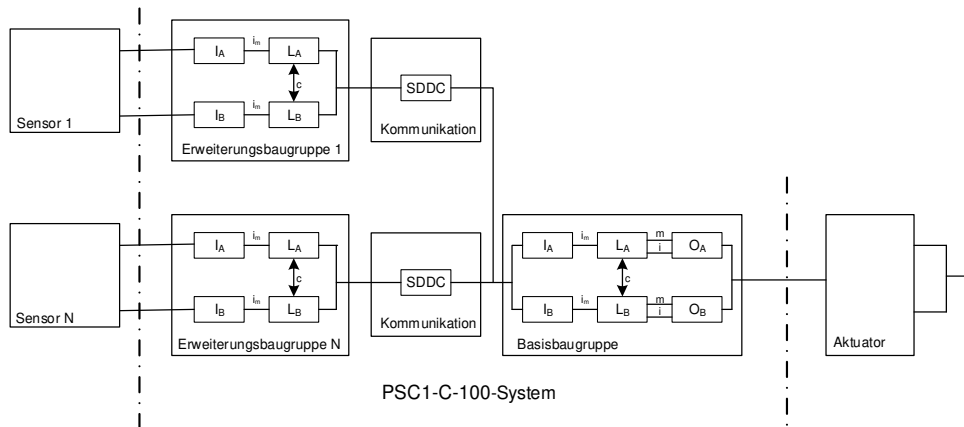 Sensor 1
I_A
i_m
L_A
c
I_B
i_m
L_B
Erweiterungsbaugruppe 1
SDDC
Kommunikation
Sensor N
I_A
i_m
L_A
c
I_B
i_m
L_B
Erweiterungsbaugruppe N
SDDC
Kommunikation
I_A
i_m
L_A
m
i
O_A
c
I_B
i_m
L_B
m
i
O_B
Basisbaugruppe
Aktuator
PSC1-C-100-System